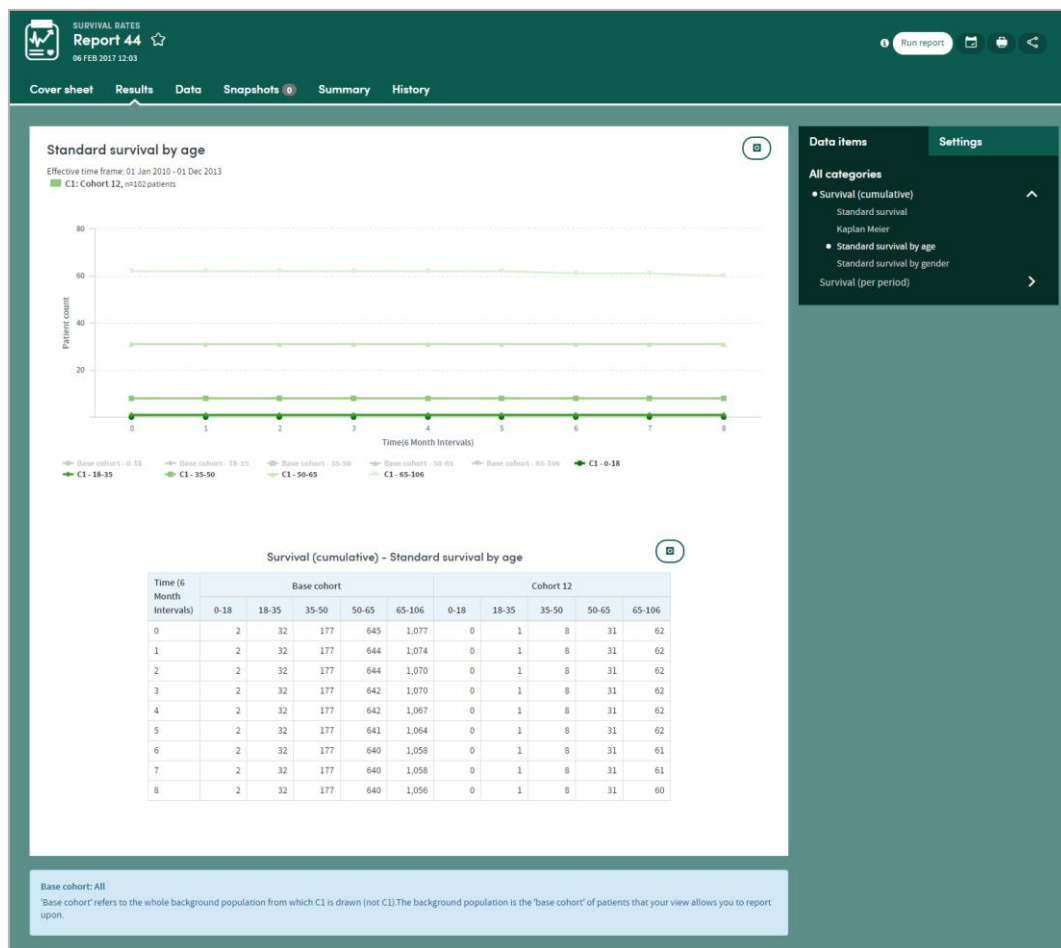 SURVIVAL RATES
Report 44
06 FEB 2017 12:03
Run report
Cover sheet Results Data Snapshots 0 Summary History
Standard survival by age
Effective time frame: 01 Jan 2010 - 01 Dec 2013
C1: Cohort 12, n=102 patients
80
60
40
20
Patient count
0 1 2 3 4 5 6 7 8
Time(6 Month Intervals)
Base cohort - 0-18 Base cohort - 18-35 Base cohort - 35-50 Base cohort - 50-65 Base cohort - 65-106 C1 - 0-18
C1 - 18-35 C1 - 35-50 C1 - 50-65 C1 - 65-106
Survival (cumulative) - Standard survival by age
Time (6 Month Intervals) Base cohort Cohort 12
0-18 18-35 35-50 50-65 65-106 0-18 18-35 35-50 50-65 65-106
0 2 32 177 645 1,077 0 1 8 31 62
1 2 32 177 644 1,074 0 1 8 31 62
2 2 32 177 644 1,070 0 1 8 31 62
3 2 32 177 642 1,070 0 1 8 31 62
4 2 32 177 642 1,067 0 1 8 31 62
5 2 32 177 641 1,064 0 1 8 31 62
6 2 32 177 640 1,058 0 1 8 31 61
7 2 32 177 640 1,058 0 1 8 31 61
8 2 32 177 640 1,056 0 1 8 31 60
Data items Settings
All categories
Survival (cumulative)
Standard survival
Kaplan Meier
Standard survival by age
Standard survival by gender
Survival (per period)
Base cohort: All
'Base cohort' refers to the whole background population from which C1 is drawn (not C1).The background population is the 'base cohort' of patients that your view allows you to report
upon.